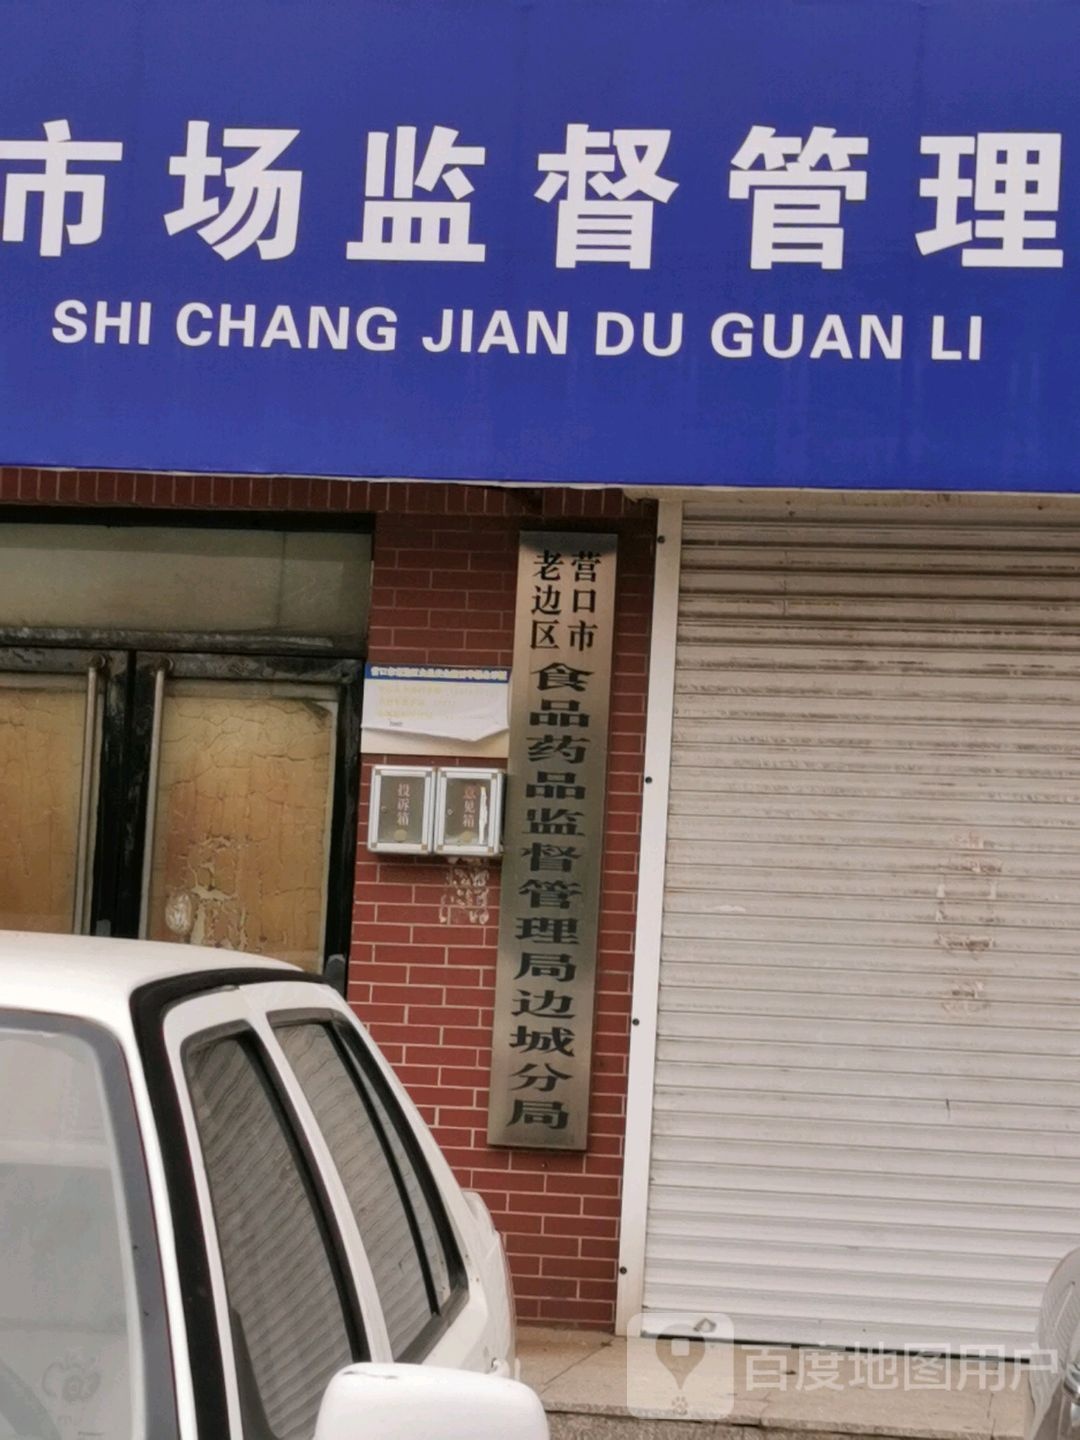 市场监督管理
SHI CHANG JIAN DU GUAN LI
营口市
老边区
食品药品监督管理局边城分局
投诉箱
意见箱
百度地图用户